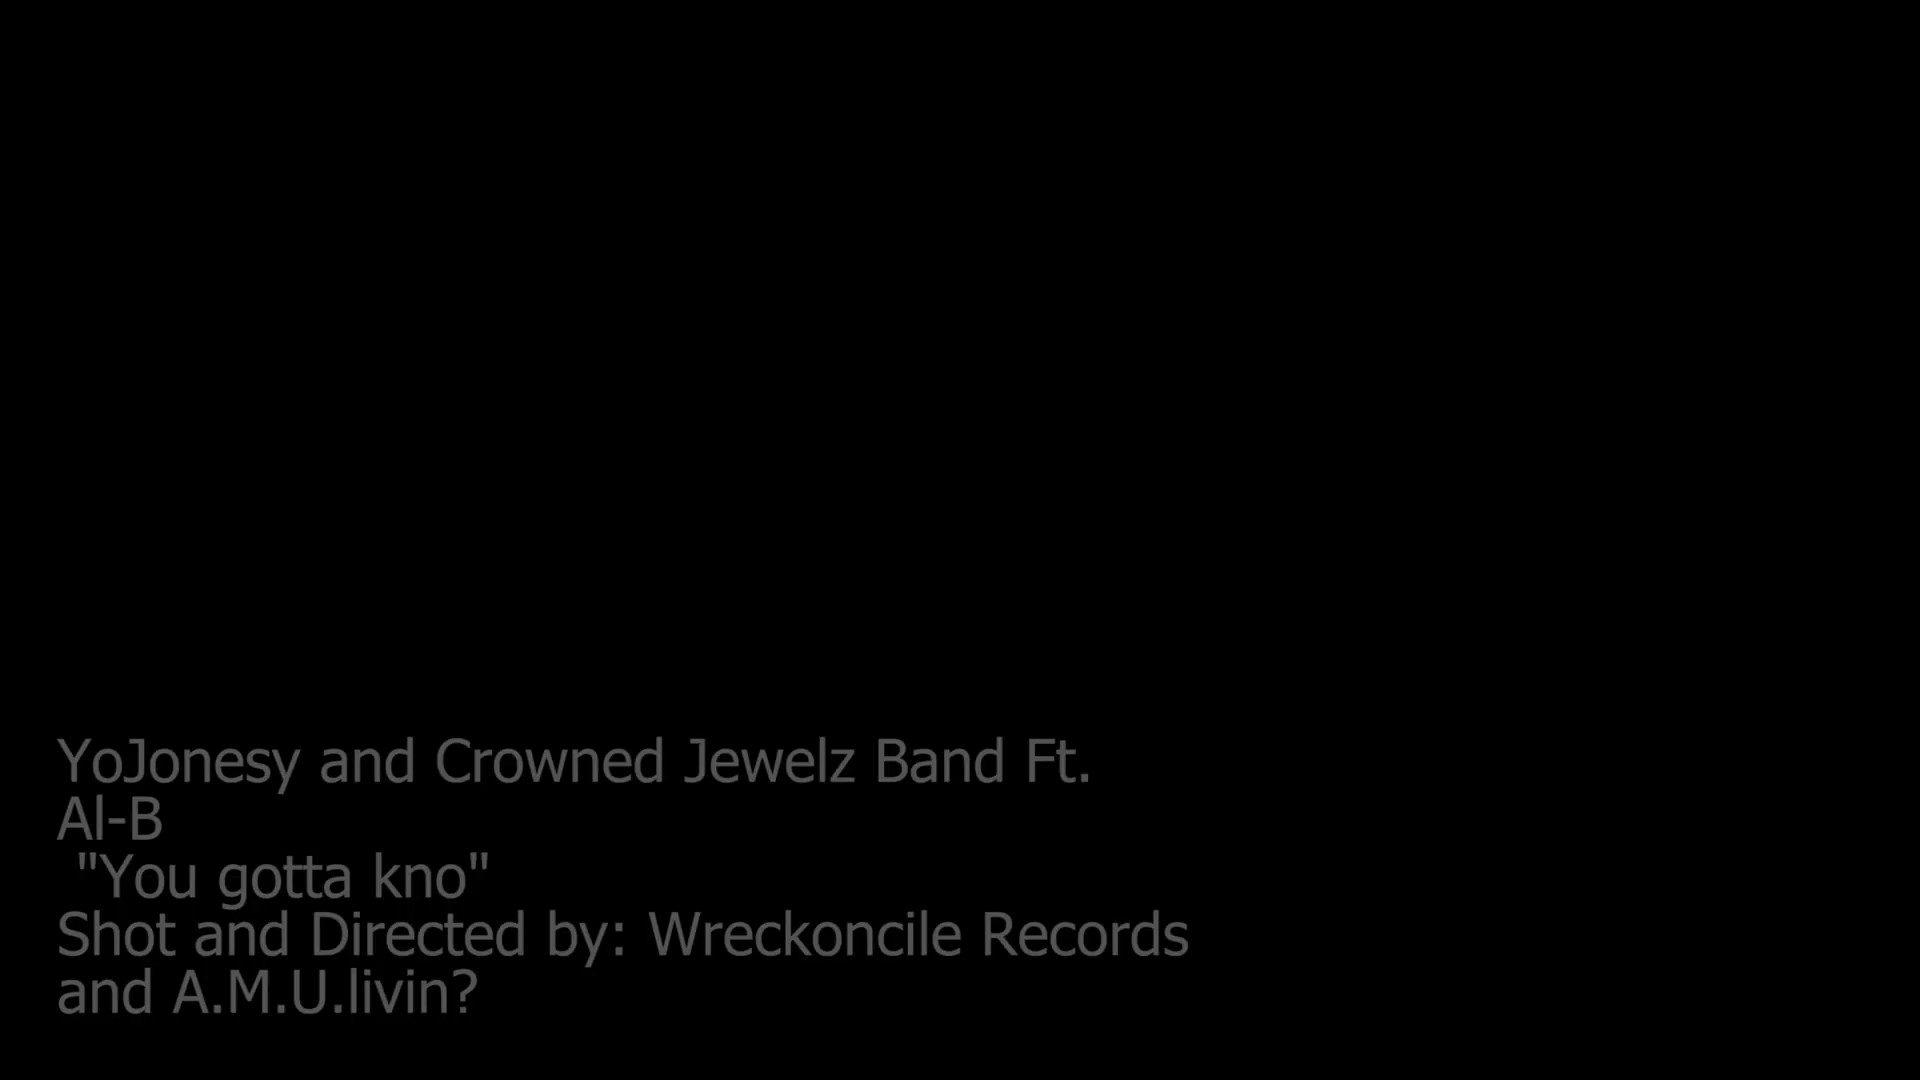 YoJonesy and Crowned Jewelz Band Ft.
Al-B
"You gotta kno"
Shot and Directed by: Wreckoncile Records
and A.M.U.livin?